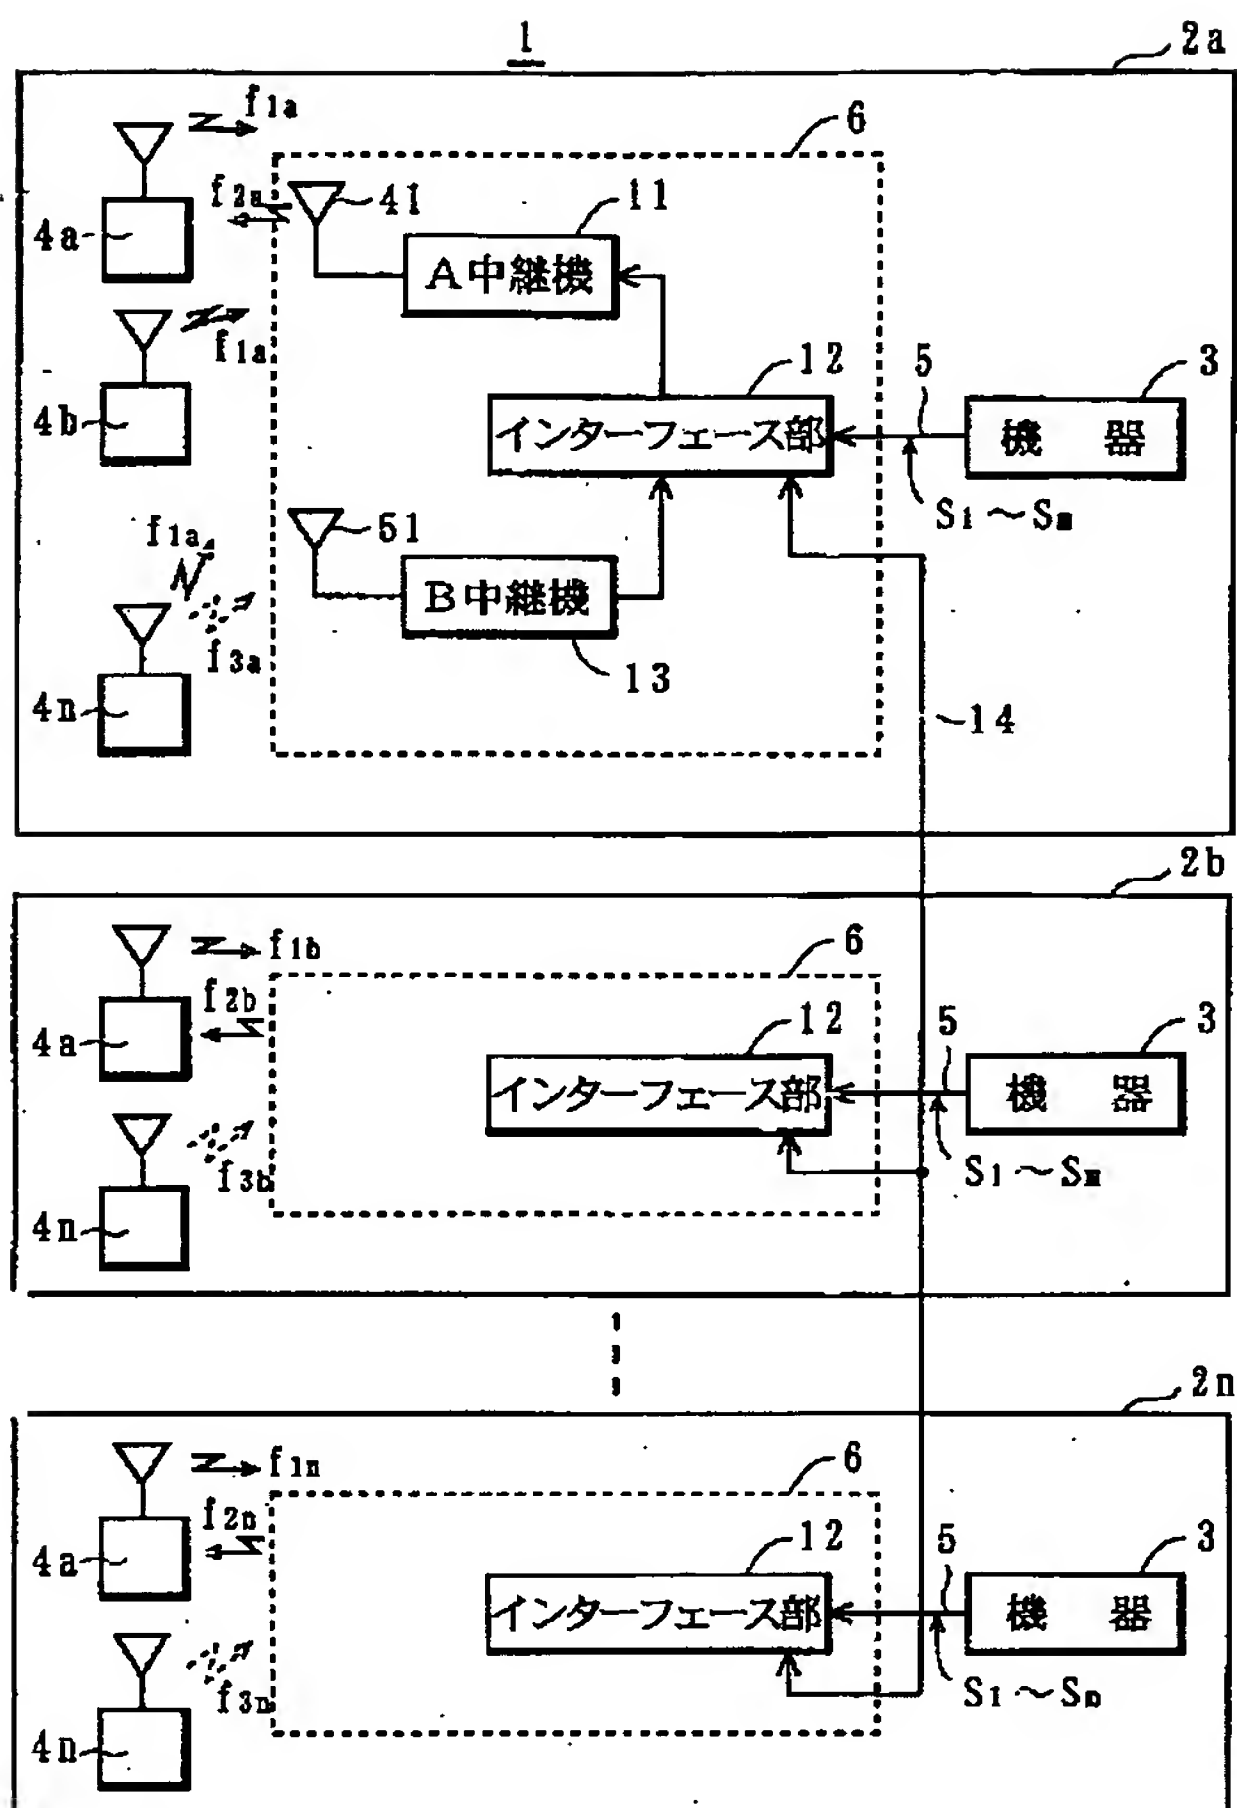 1
2a
f1a
6
f2a
41
11
4a
A中継機
f1a
12
5
3
4b
インターフェース部
機 器
S1～Sm
f1a
51
B中継機
f3a
13
4n
14
2b
f1b
6
f2b
12
5
3
4a
インターフェース部
機 器
f3b
S1～Sm
4n
2n
f1n
6
f2n
12
5
3
4a
インターフェース部
機 器
f3n
S1～Sn
4n